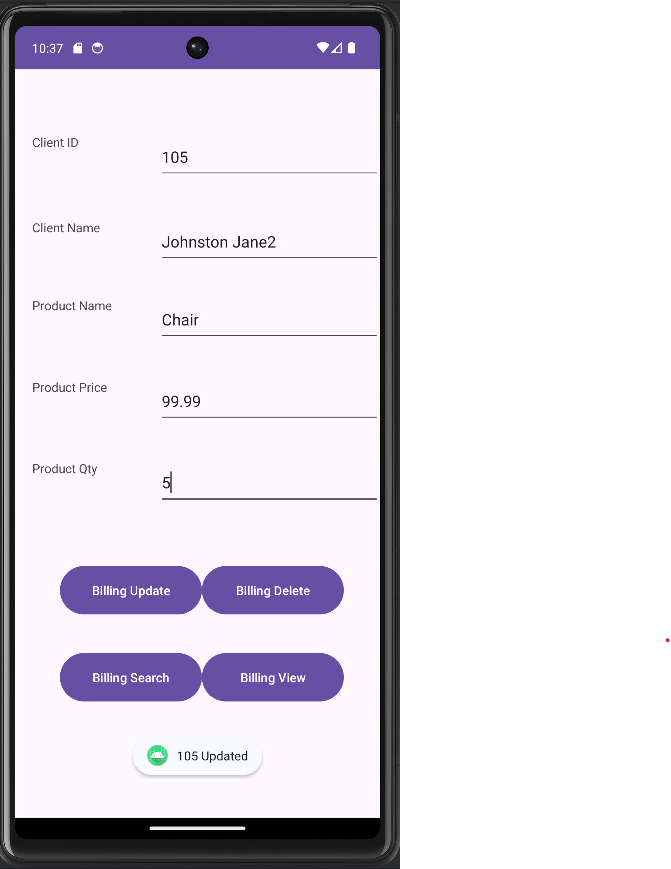 10:37
Client ID
105
Client Name
Johnston Jane2
Product Name
Chair
Product Price
99.99
Product Qty
5
Billing Update Billing Delete
Billing Search Billing View
105 Updated